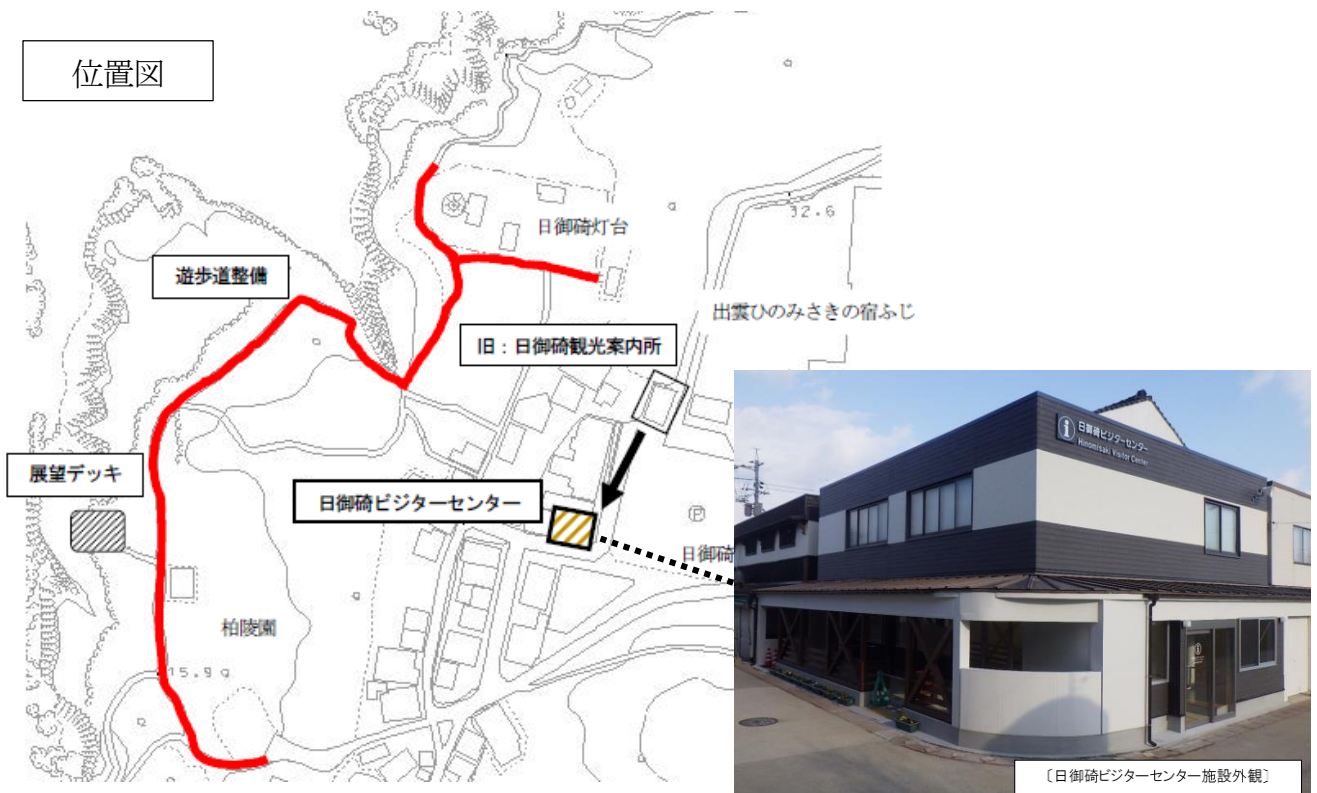 位置図
日御碕灯台
32.6
遊歩道整備
出雲ひのみさきの宿ふじ
旧：日御碕観光案内所
展望デッキ
日御碕ビジターセンター
P
日御碕
柏陵園
15.9
i 日御碕ビジターセンター
Hinomisaki Visitor Center
i
〔日御碕ビジターセンター施設外観〕